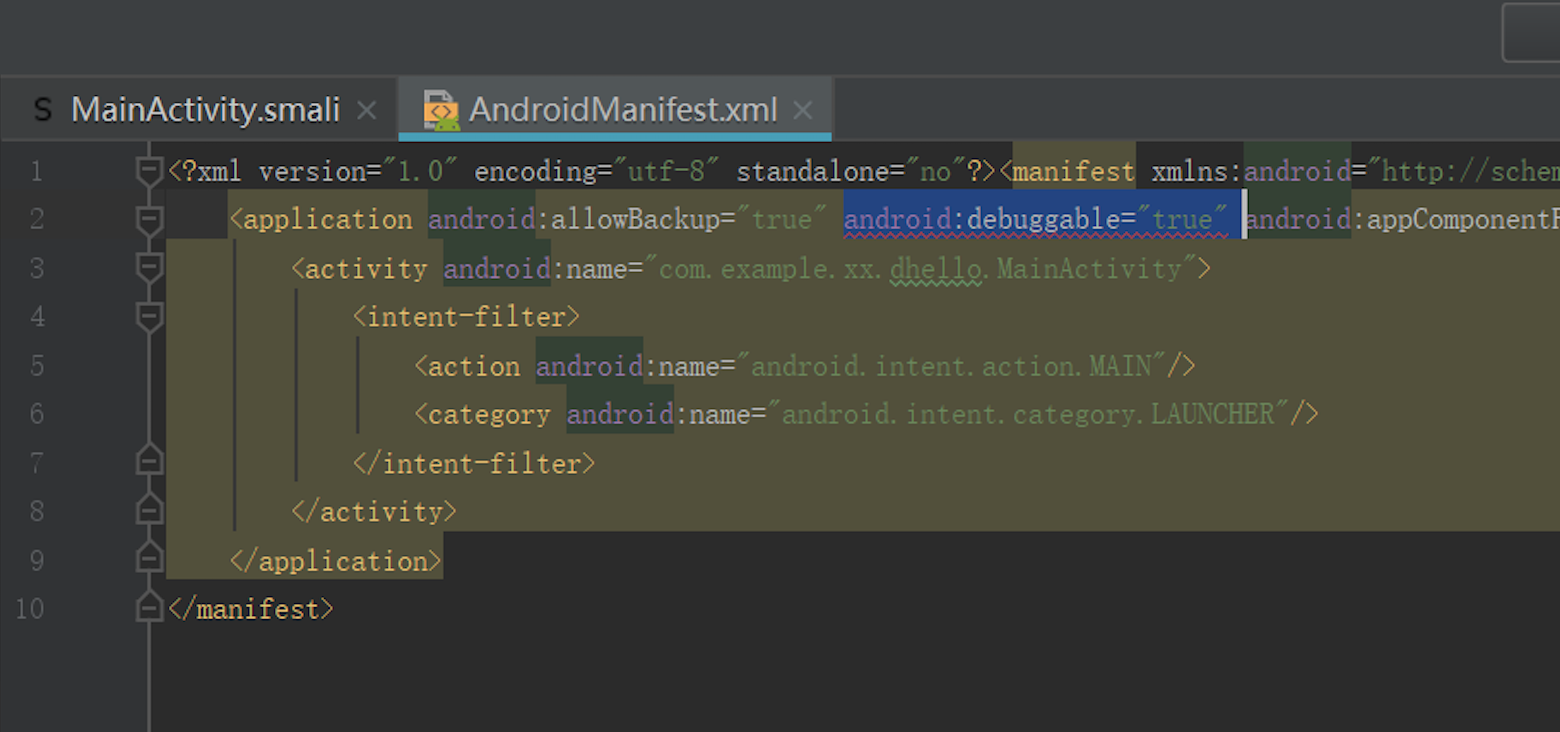 MainActivity.smali
AndroidManifest.xml
1 <?xml version="1.0" encoding="utf-8" standalone="no"?><manifest xmlns:android="http://schem
2 <application android:allowBackup="true" android:debuggable="true" android:appComponentF
3 <activity android:name="com.example.xx.dhello.MainActivity">
4 <intent-filter>
5 <action android:name="android.intent.action.MAIN"/>
6 <category android:name="android.intent.category.LAUNCHER"/>
7 </intent-filter>
8 </activity>
9 </application>
10 </manifest>